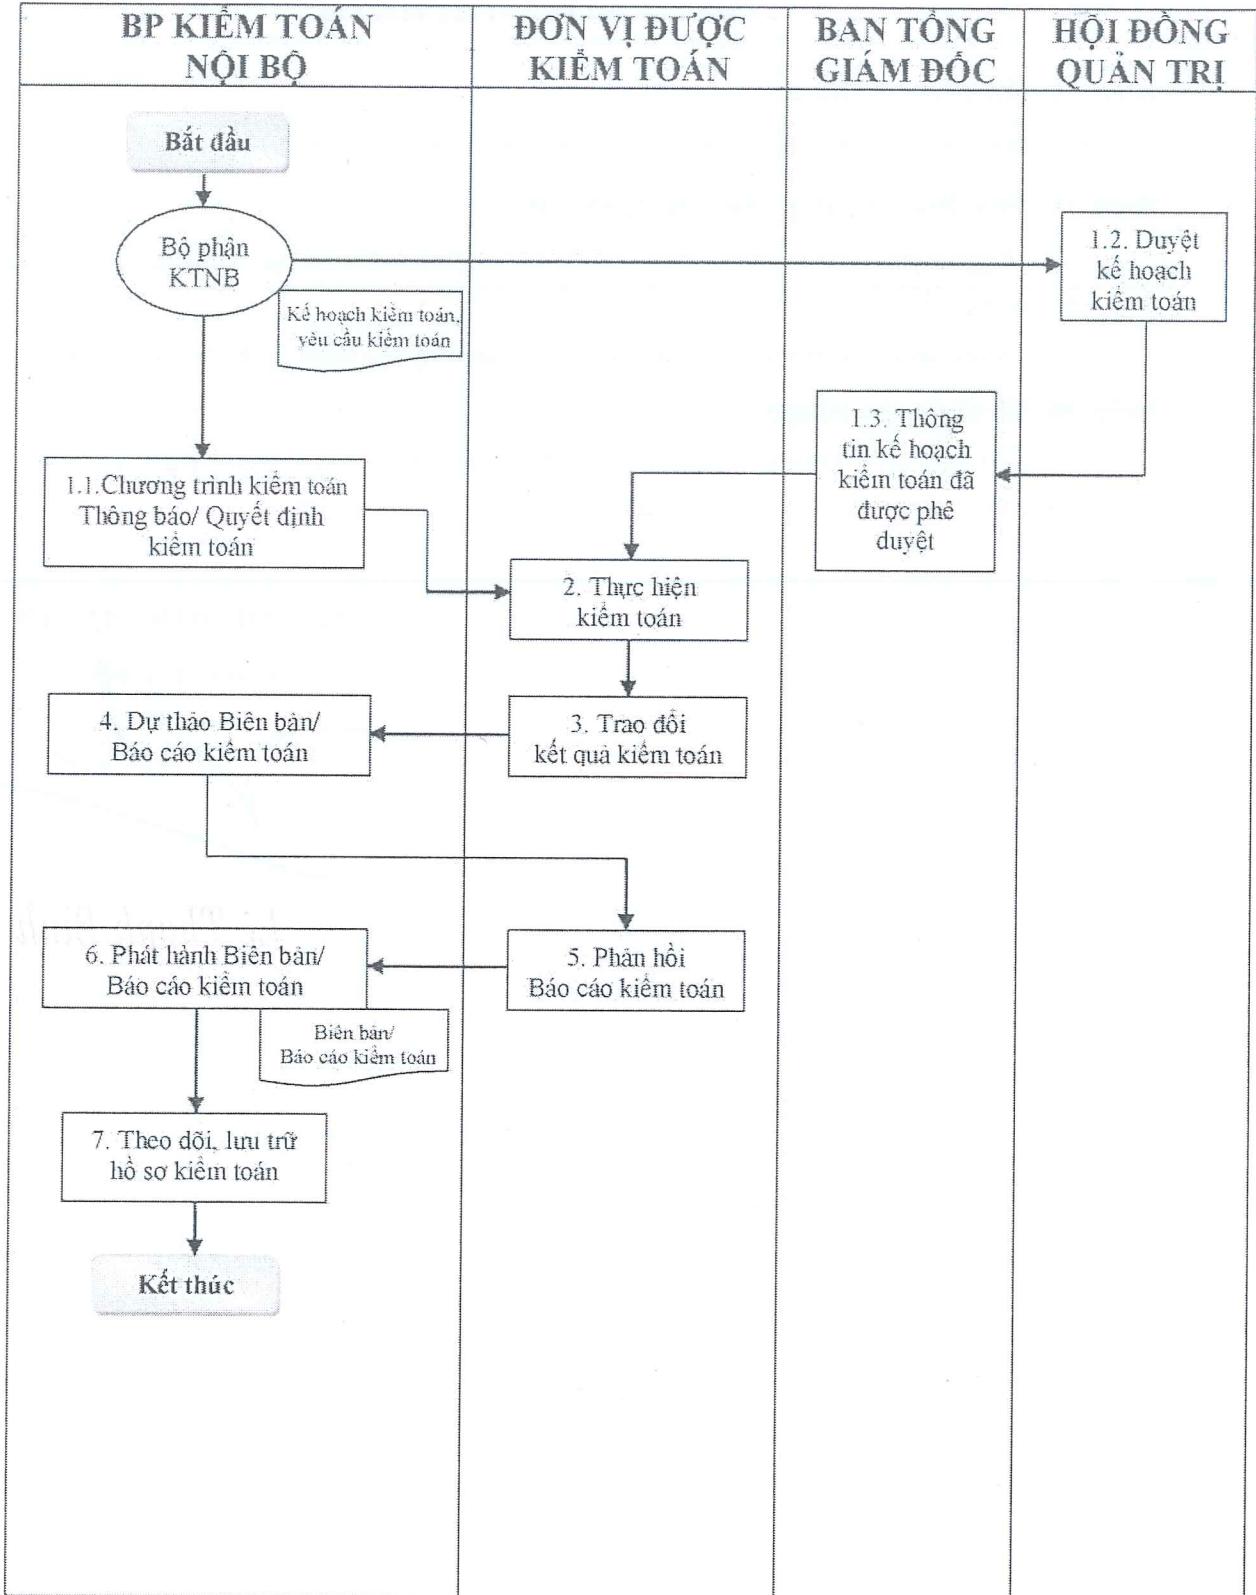 BP KIỂM TOÁN
NỘI BỘ
ĐƠN VỊ ĐƯỢC
KIỂM TOÁN
BAN TỔNG
GIÁM ĐỐC
HỘI ĐỒNG
QUẢN TRỊ
Bắt đầu
Bộ phận
KTNB
Kế hoạch kiểm toán,
yêu cầu kiểm toán
1.2. Duyệt
kế hoạch
kiểm toán
1.3. Thông
tin kế hoạch
kiểm toán đã
được phê
duyệt
1.1.Chương trình kiểm toán
Thông báo/ Quyết định
kiểm toán
2. Thực hiện
kiểm toán
3. Trao đổi
kết quả kiểm toán
4. Dự thảo Biên bản/
Báo cáo kiểm toán
5. Phản hồi
Báo cáo kiểm toán
6. Phát hành Biên bản/
Báo cáo kiểm toán
Biên bản/
Báo cáo kiểm toán
7. Theo dõi, lưu trữ
hồ sơ kiểm toán
Kết thúc